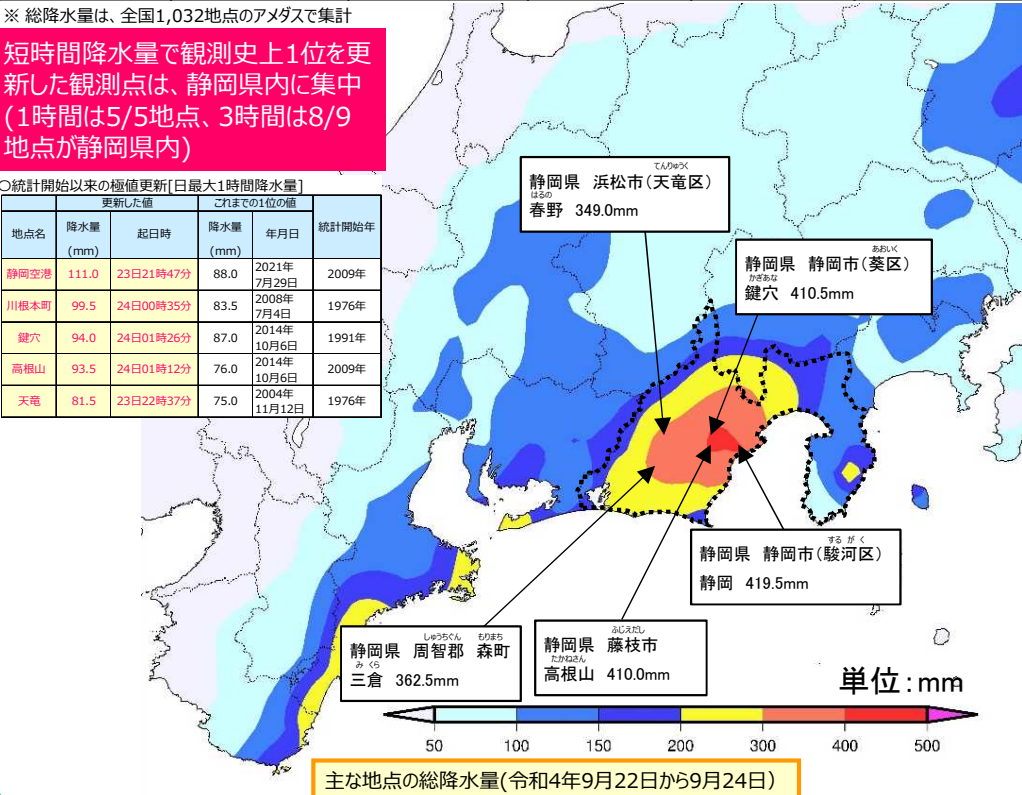 ※ 総降水量は、全国1,032地点のアメダスで集計
短時間降水量で観測史上1位を更
新した観測点は、静岡県内に集中
(1時間は5/5地点、3時間は8/9
地点が静岡県内)
○統計開始以来の極値更新[日最大1時間降水量]
更新した値 これまでの1位の値
地点名 降水量 起日時 降水量 年月日 統計開始年
(mm) (mm)
静岡空港 111.0 23日21時47分 88.0 2021年 7月29日 2009年
川根本町 99.5 24日00時35分 83.5 2008年 7月4日 1976年
鍵穴 94.0 24日01時26分 87.0 2014年 10月6日 1991年
高根山 93.5 24日01時12分 76.0 2014年 10月6日 2009年
天竜 81.5 23日22時37分 75.0 2004年 11月12日 1976年
てんりゅうく
静岡県 浜松市(天竜区)
はるの
春野 349.0mm
あおいく
静岡県 静岡市(葵区)
かぎあな
鍵穴 410.5mm
するがく
静岡県 静岡市(駿河区)
静岡 419.5mm
しゅうちぐん もりまち
静岡県 周智郡 森町
みくら
三倉 362.5mm
ふじえだし
静岡県 藤枝市
たかねさん
高根山 410.0mm
単位:mm
50 100 150 200 300 400 500
主な地点の総降水量(令和4年9月22日から9月24日)